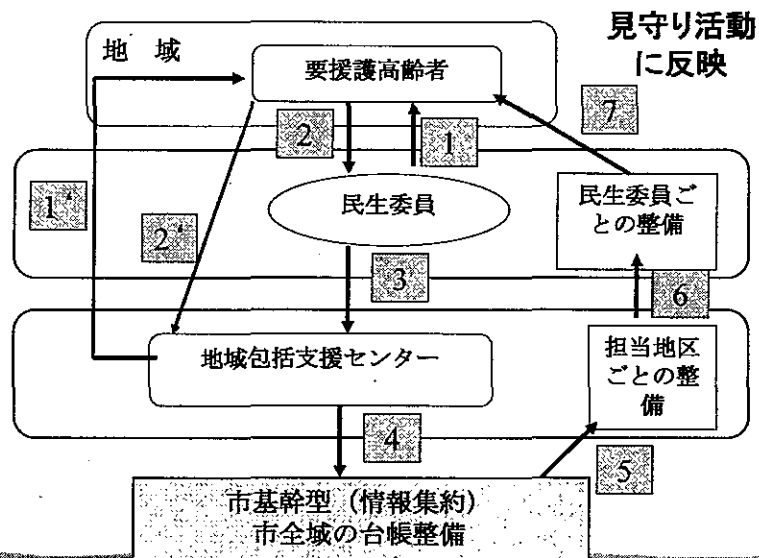 見守り活動
に反映
地 域
要援護高齢者
7
2
1
1‘
2‘
民生委員
民生委員ご
との整備
3
6
地域包括支援センター
担当地区
ごとの整
備
4
5
市基幹型（情報集約）
市全域の台帳整備